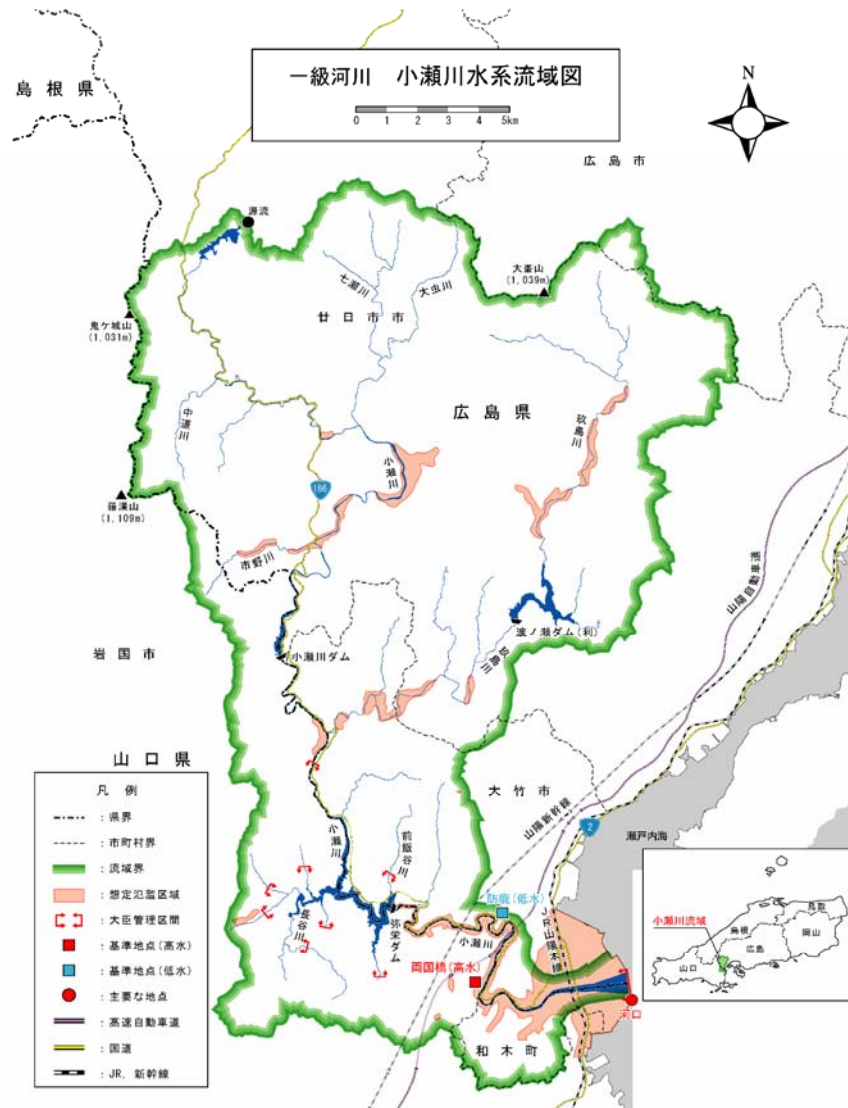 一級河川 小瀬川水系流域図
0 1 2 3 4 5km
N
島根県
広島市
源流
大峯山
(1,039m)
七瀬川
大虫川
廿日市市
鬼ケ城山
(1,031m)
広島県
玖島川
中道川
小瀬川
186
羅漢山
(1,109m)
市野川
山陽自動車道
渡ノ瀬ダム(利)
玖島川
岩国市
小瀬川ダム
山口県
大竹市
山陽新幹線
2
瀬戸内海
小瀬川
前飯谷川
防鹿(低水)
JR山陽本線
長谷川
弥栄ダム
小瀬川
両国橋(高水)
河口
和木町
凡例
:県界
:市町村界
:流域界
:想定氾濫区域
:大臣管理区間
:基準地点(高水)
:基準地点(低水)
:主要な地点
:高速自動車道
:国道
:JR，新幹線
小瀬川流域
鳥取
島根
岡山
広島
山口